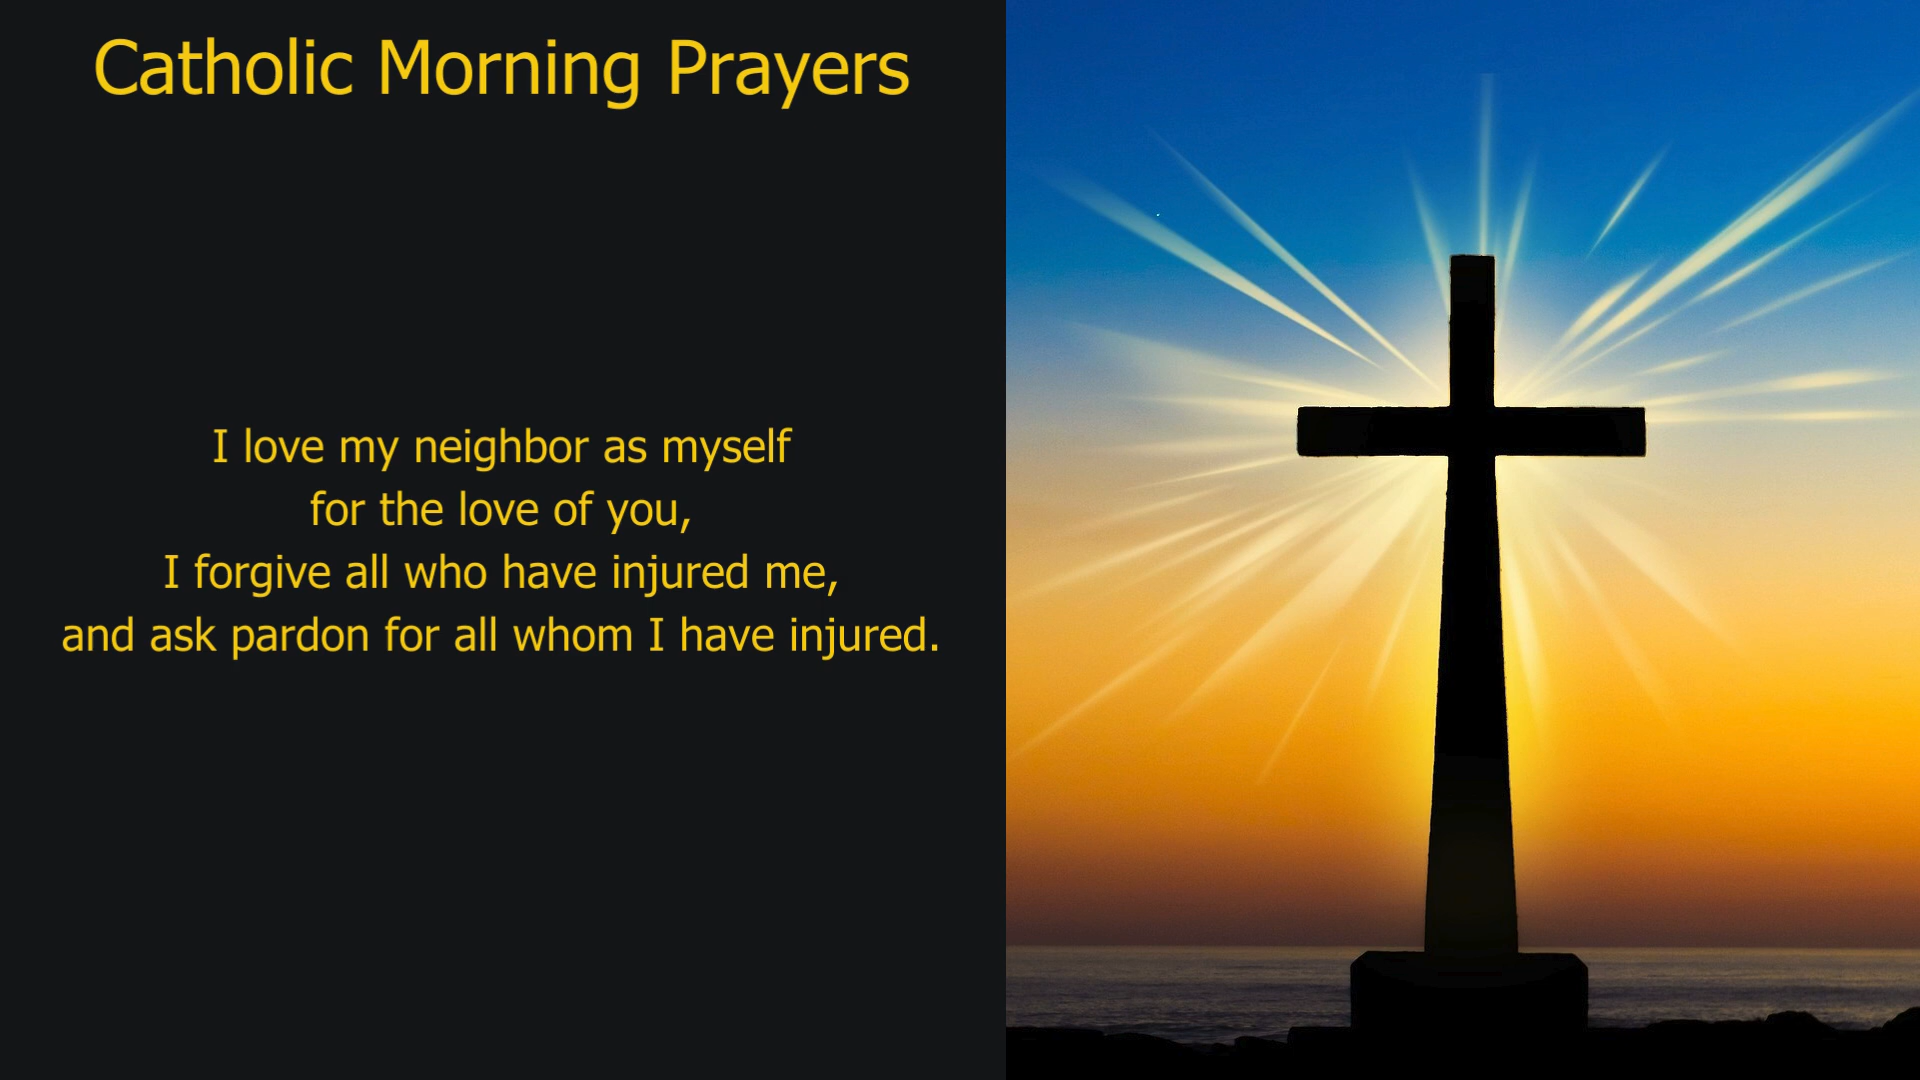 Catholic Morning Prayers
I love my neighbor as myself
for the love of you,
I forgive all who have injured me,
and ask pardon for all whom I have injured.